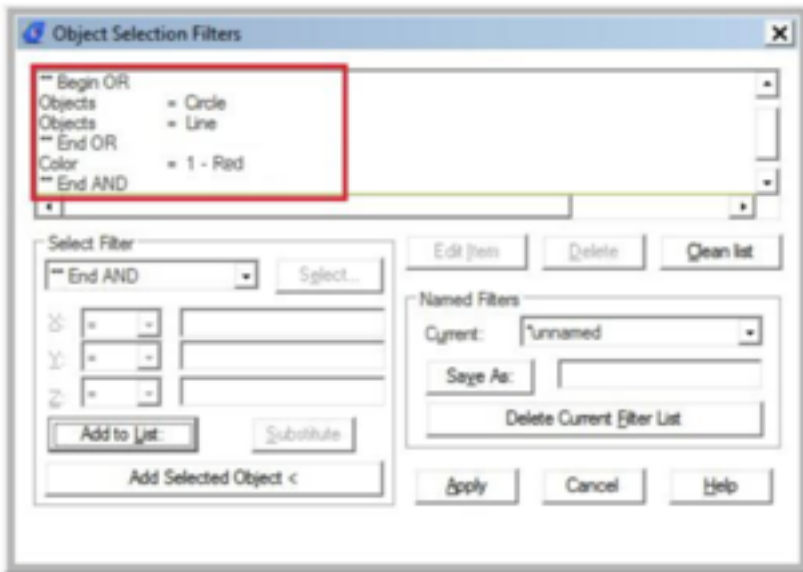 Object Selection Filters
** Begin OR
Objects = Circle
Objects = Line
** End OR
Color = 1 - Red
** End AND
Select Filter
** End AND
Select...
Edit Item
Delete
Clean list
X: =
Y: =
Z: =
Named Filters
Current: *unnamed
Save As:
Delete Current Filter List
Add to List:
Substitute
Add Selected Object <
Apply
Cancel
Help